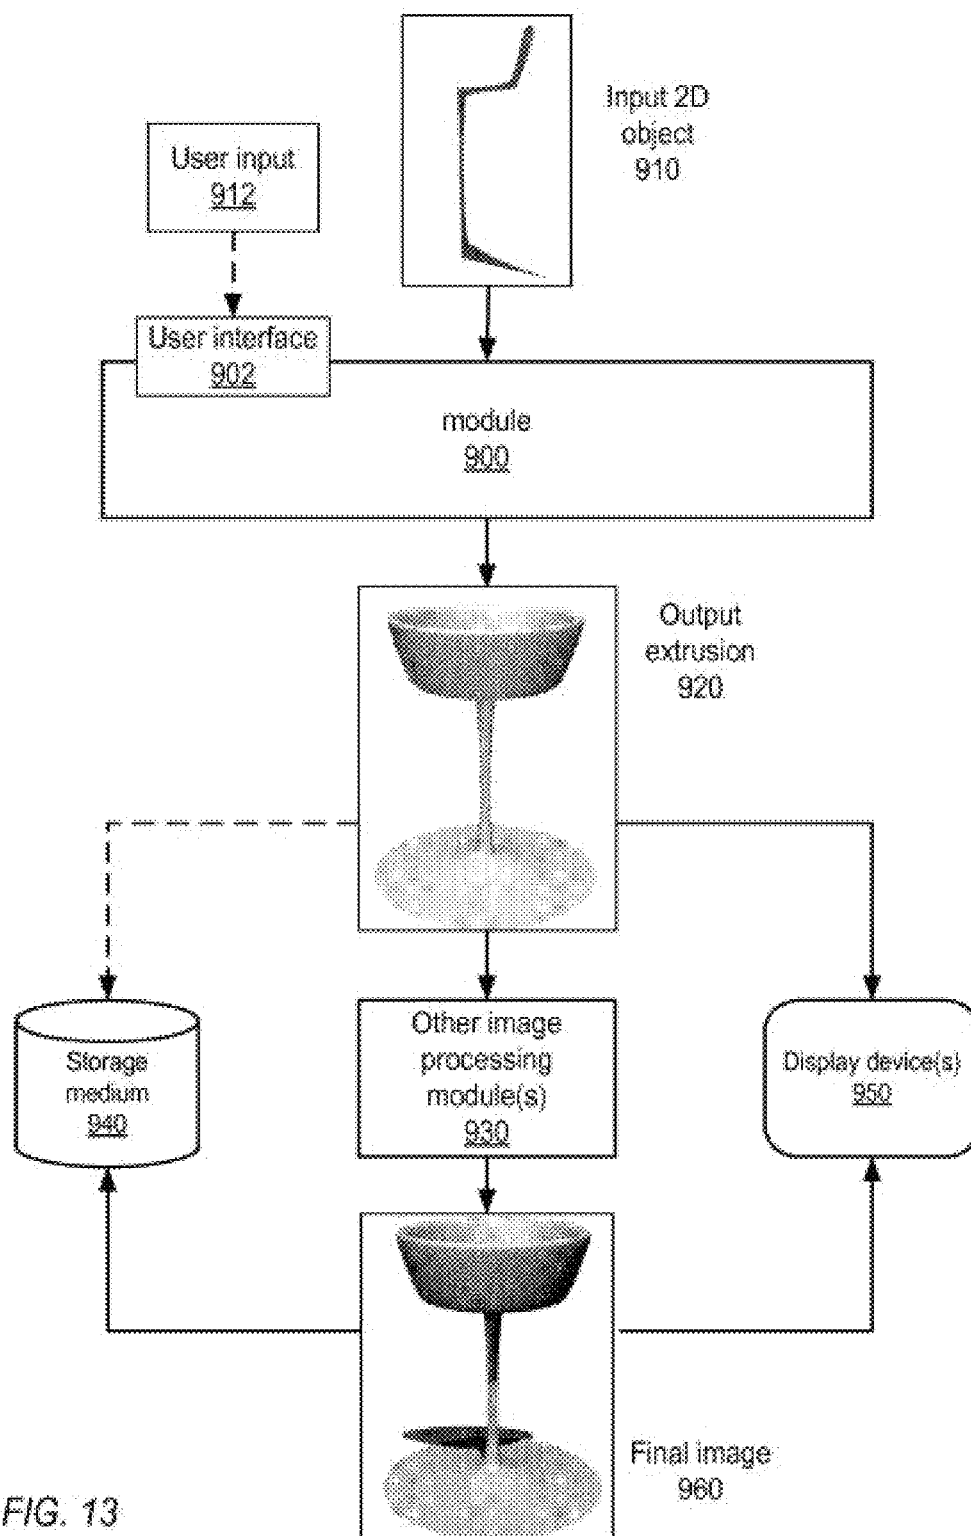 Input 2D
object
910
User input
912
User interface
902
module
900
Output
extrusion
920
Storage
medium
940
Other image
processing
module(s)
930
Display device(s)
950
Final image
960
FIG. 13